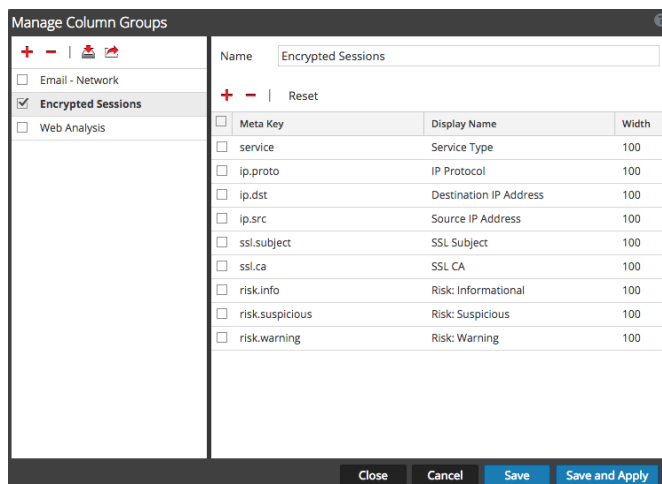 Manage Column Groups
Email - Network
Encrypted Sessions
Web Analysis
Name Encrypted Sessions
Reset
Meta Key Display Name Width
service Service Type 100
ip.proto IP Protocol 100
ip.dst Destination IP Address 100
ip.src Source IP Address 100
ssl.subject SSL Subject 100
ssl.ca SSL CA 100
risk.info Risk: Informational 100
risk.suspicious Risk: Suspicious 100
risk.warning Risk: Warning 100
Close Cancel Save Save and Apply